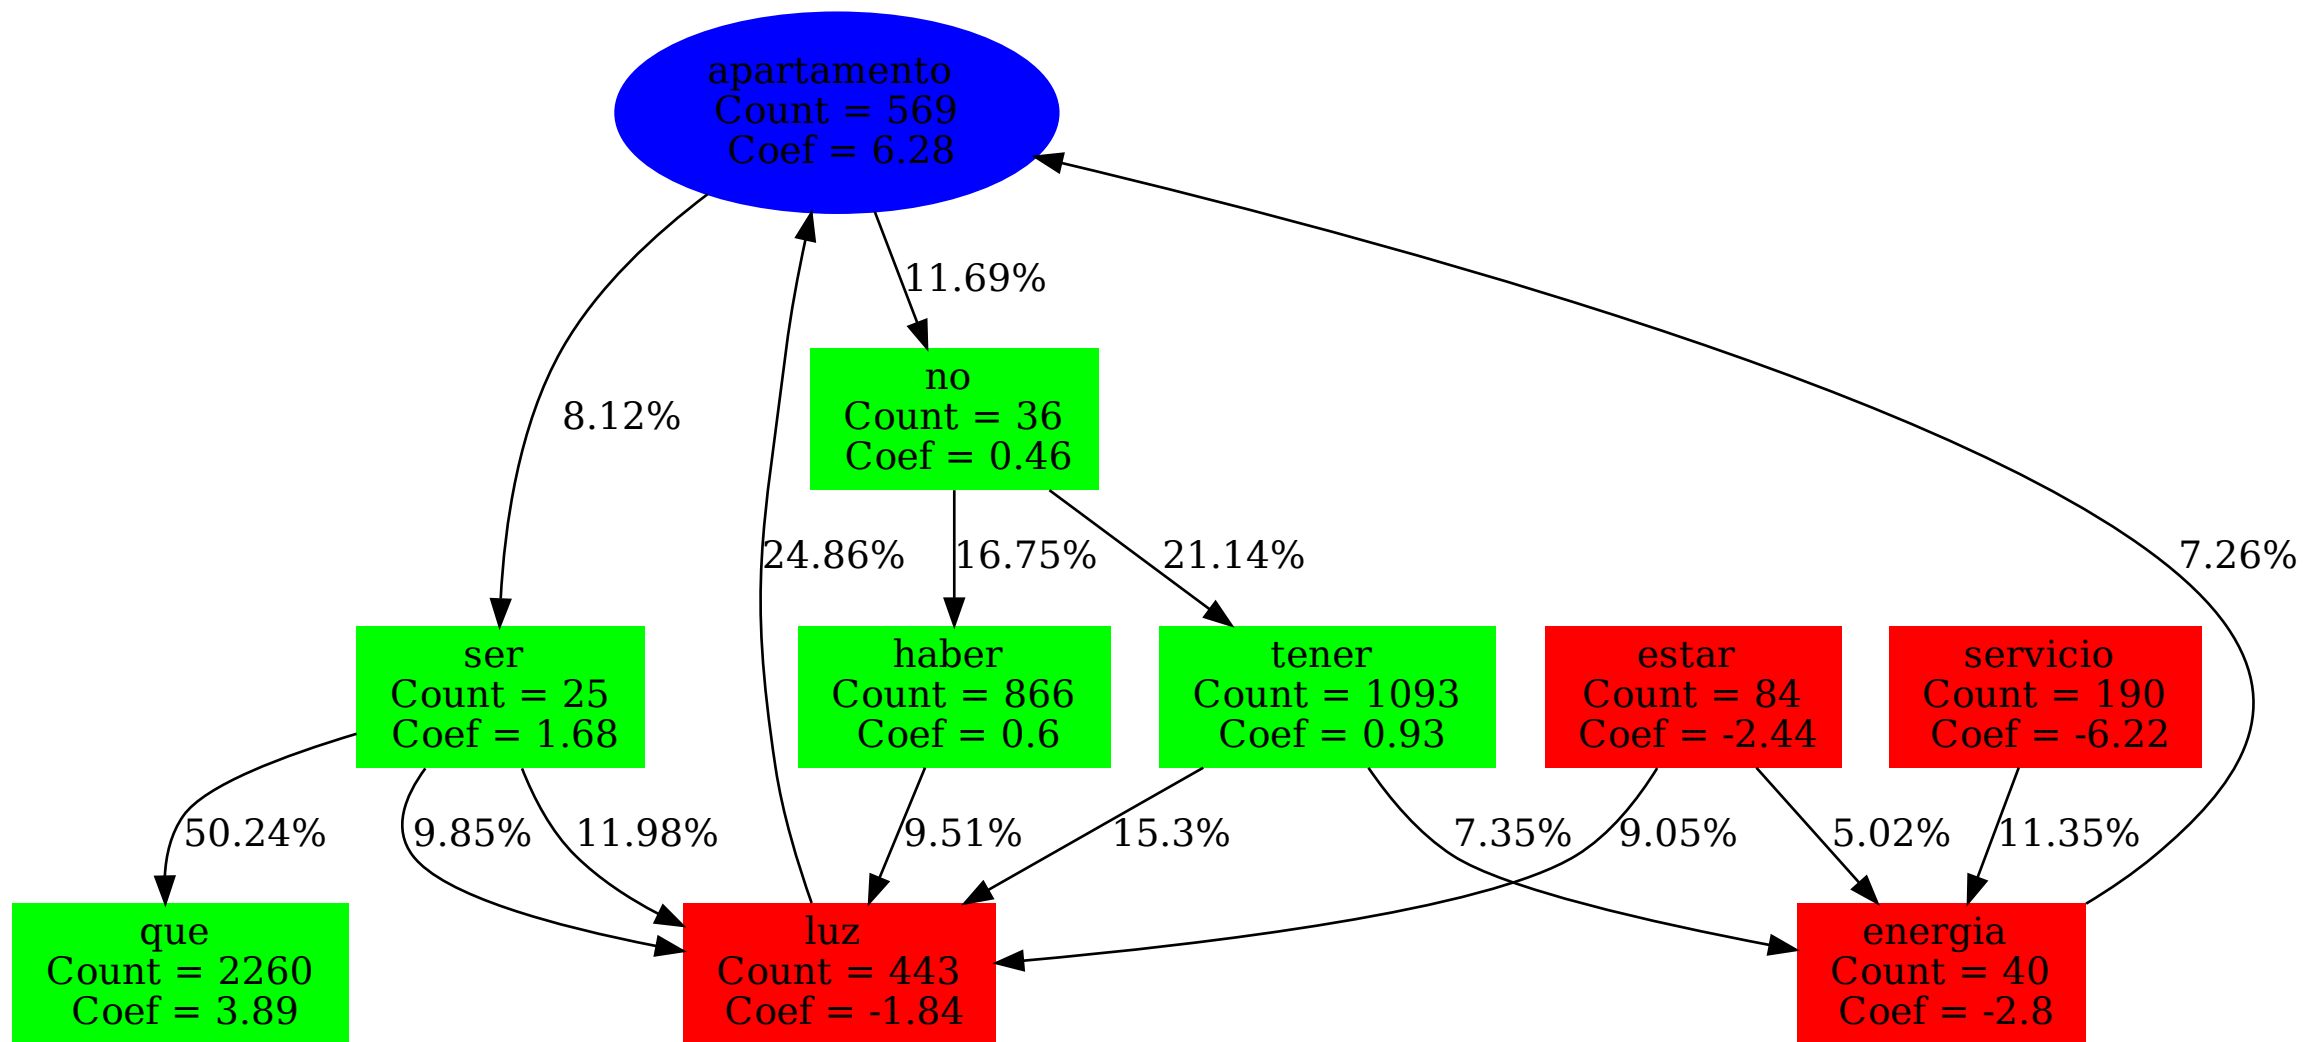 apartamento
Count = 569
Coef = 6.28
11.69%
8.12%
no
Count = 36
Coef = 0.46
24.86%
16.75%
21.14%
7.26%
ser
Count = 25
Coef = 1.68
haber
Count = 866
Coef = 0.6
tener
Count = 1093
Coef = 0.93
estar
Count = 84
Coef = -2.44
servicio
Count = 190
Coef = -6.22
50.24%
9.85%
11.98%
9.51%
15.3%
7.35%
9.05%
5.02%
11.35%
que
Count = 2260
Coef = 3.89
luz
Count = 443
Coef = -1.84
energia
Count = 40
Coef = -2.8